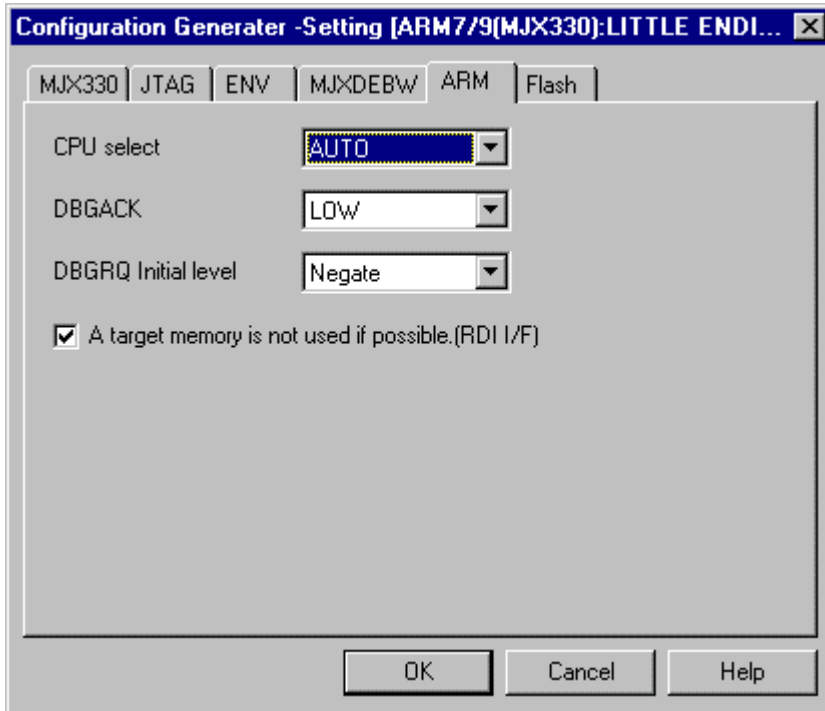 Configuration Generater -Setting [ARM7/9(MJX330):LITTLE ENDI...
MJX330 JTAG ENV MJXDEBW ARM Flash
CPU select AUTO
DBGACK LOW
DBGRQ Initial level Negate
A target memory is not used if possible.(RDI I/F)
OK Cancel Help